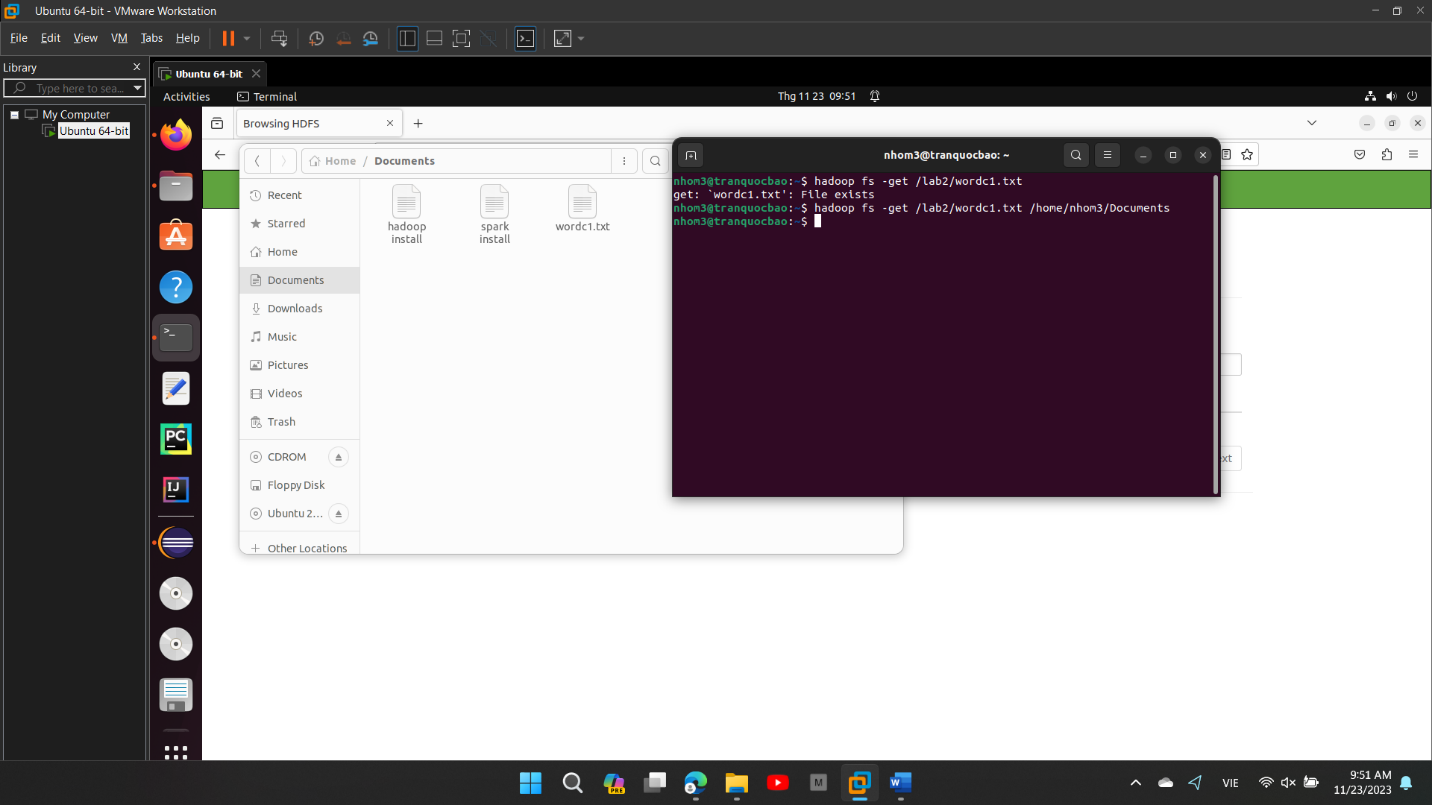 Ubuntu 64-bit - VMware Workstation
File Edit View VM Tabs Help
Library
Type here to sea...
My Computer
Ubuntu 64-bit
Ubuntu 64-bit
Activities
Terminal
Thg 11 23 09:51
Browsing HDFS
Home / Documents
Recent
Starred
Home
Documents
Downloads
Music
Pictures
Videos
Trash
CDROM
Floppy Disk
Ubuntu 2...
Other Locations
hadoop
install
spark
install
wordc1.txt
nhom3@tranquocbao: ~
nhom3@tranquocbao:~$ hadoop fs -get /lab2/wordc1.txt
get: `wordc1.txt': File exists
nhom3@tranquocbao:~$ hadoop fs -get /lab2/wordc1.txt /home/nhom3/Documents
nhom3@tranquocbao:~$
ext
PC
IJ
PRE
M
W
VIE
9:51 AM
11/23/2023